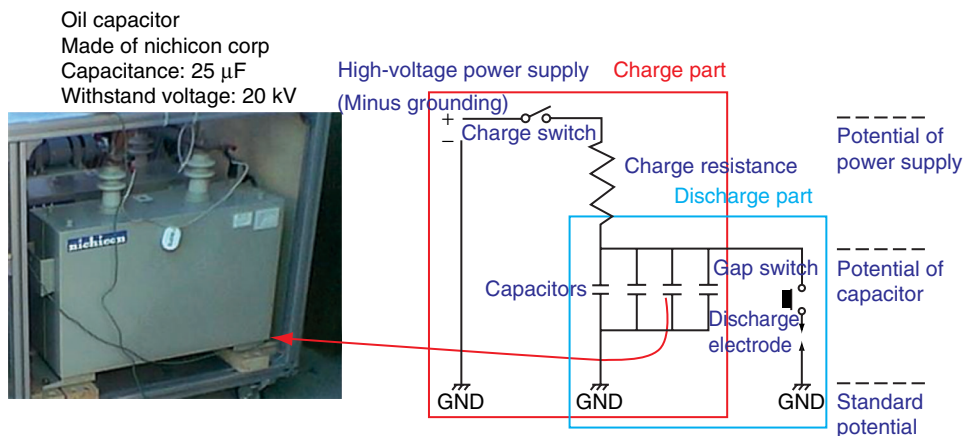 Oil capacitor
Made of nichicon corp
Capacitance: 25 μF
Withstand voltage: 20 kV
nichicon
High-voltage power supply
(Minus grounding)
Charge part
+
−
Charge switch
Charge resistance
Discharge part
Capacitors
Gap switch
Discharge
electrode
GND
GND
GND
Potential of
power supply
Potential of
capacitor
Standard
potential